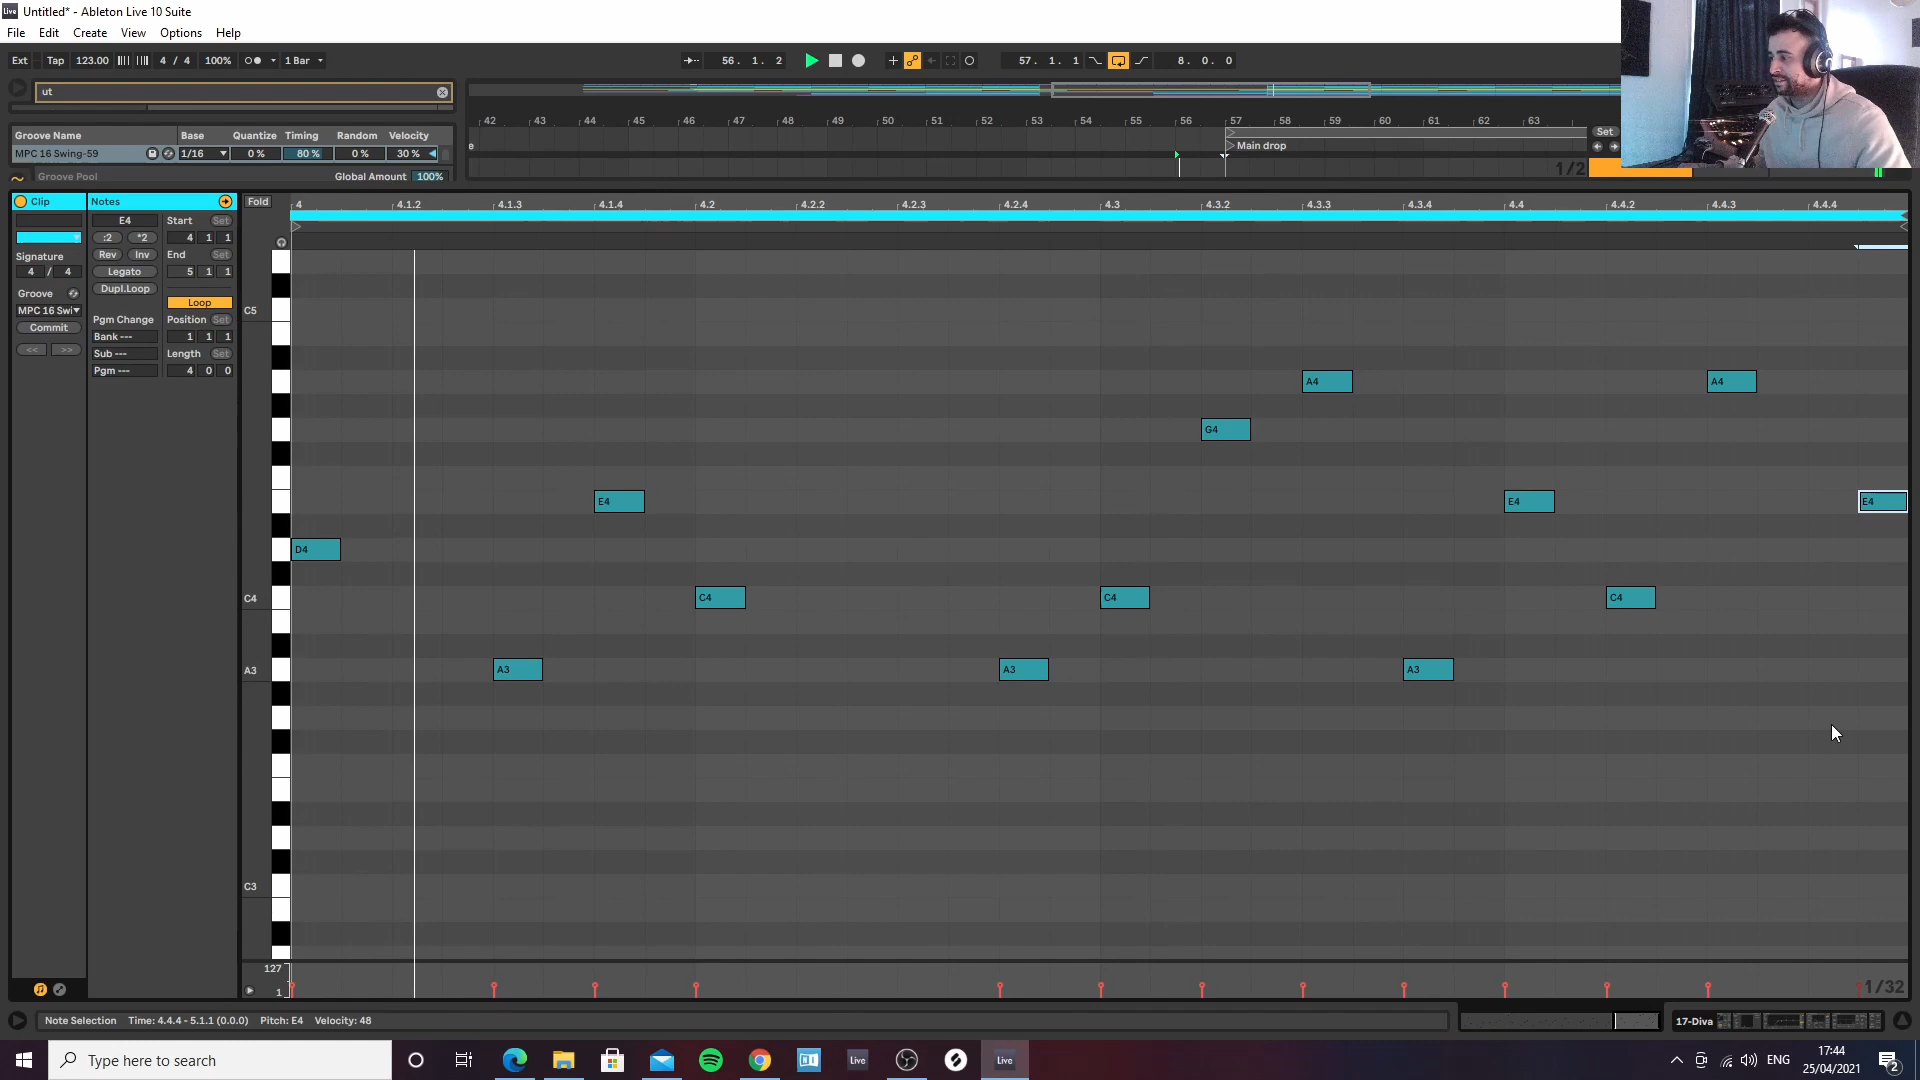 Live Untitled* - Ableton Live 10 Suite
File Edit Create View Options Help
Ext Tap 123.00 4 / 4 100% 1 Bar 56. 1. 2 57. 1. 1 8. 0. 0
ut
42 43 44 45 46 47 48 49 50 51 52 53 54 55 56 57 58 59 60 61 62 63
Set
Groove Name Base Quantize Timing Random Velocity
e Main drop
MPC 16 Swing-59 1/16 0 % 80 % 0 % 30 %
1/2
Groove Pool Global Amount 100%
Clip Notes Fold
4 4.1.2 4.1.3 4.1.4 4.2 4.2.2 4.2.3 4.2.4 4.3 4.3.2 4.3.3 4.3.4 4.4 4.4.2 4.4.3 4.4.4
E4 Start Set
:2 *2 4 1 1
Signature Rev Inv End Set
4 / 4 Legato 5 1 1
Groove Dupl.Loop
MPC 16 Swi Loop
Commit Pgm Change Position Set
<< >> Bank --- 1 1 1
Sub --- Length Set
Pgm --- 4 0 0
C5
A4 A4
G4
E4 E4 E4
D4
C4 C4 C4 C4
A3 A3 A3 A3
C3
127
1
1/32
Note Selection Time: 4.4.4 - 5.1.1 (0.0.0) Pitch: E4 Velocity: 48
17-Diva
Type here to search
Live Live
ENG
17:44
25/04/2021
2